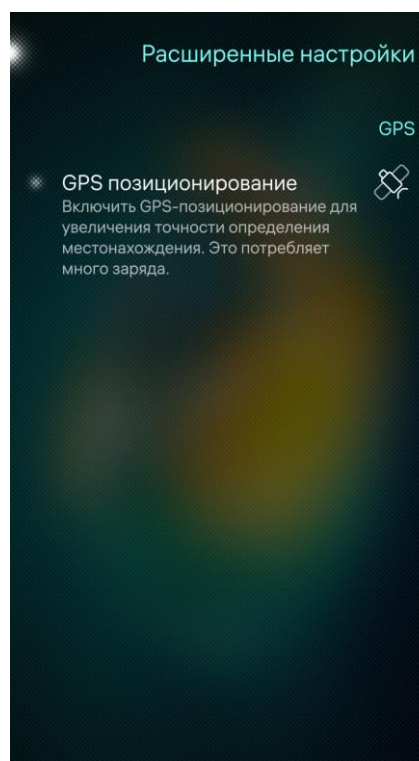 Расширенные настройки
GPS
GPS позиционирование
Включить GPS-позиционирование для
увеличения точности определения
местонахождения. Это потребляет
много заряда.